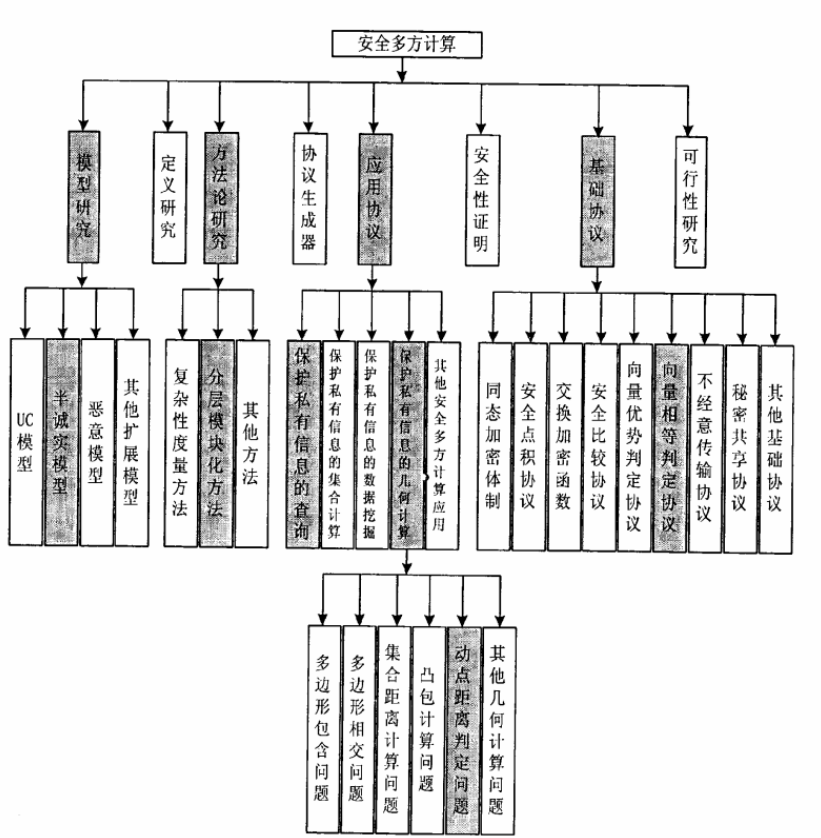 安全多方计算
模型研究
定义研究
方法论研究
协议生成器
应用协议
安全性证明
基础协议
可行性研究
UC模型
半诚实模型
恶意模型
其他扩展模型
复杂性度量方法
分层模块化方法
其他方法
保护私有信息的查询
保护私有信息的集合计算
保护私有信息的数据挖掘
保护私有信息的几何计算
其他安全多方计算应用
同态加密体制
安全点积协议
交换加密函数
安全比较协议
向量优势判定协议
向量相等判定协议
不经意传输协议
秘密共享协议
其他基础协议
多边形包含问题
多边形相交问题
集合距离计算问题
凸包计算问题
动点距离判定问题
其他几何计算问题